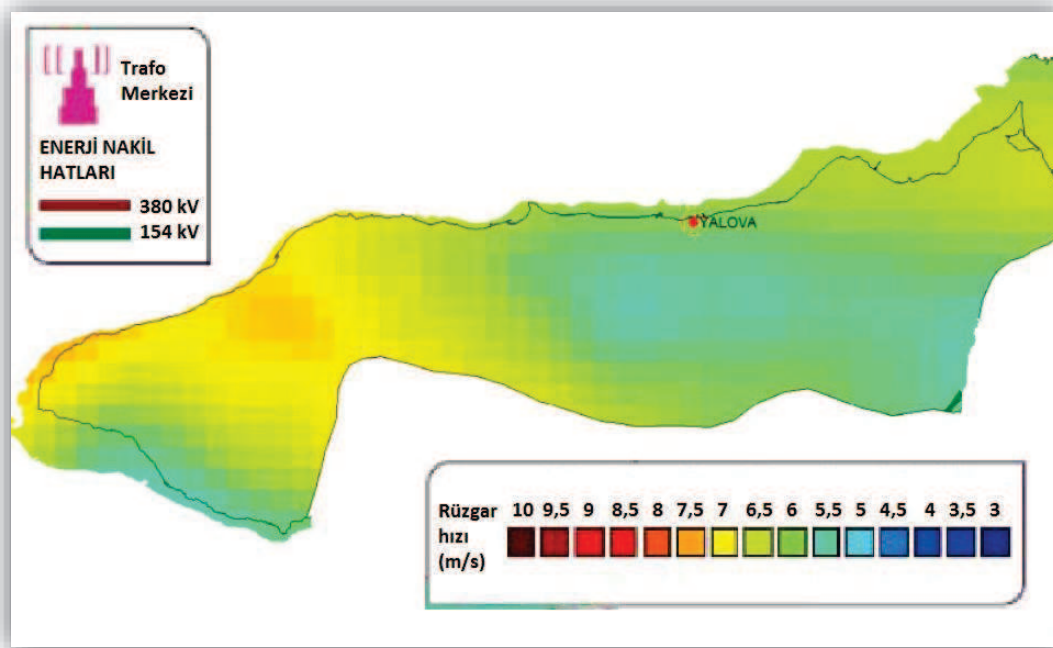 Trafo
Merkezi
ENERJİ NAKİL
HATLARI
380 kV
154 kV
YALOVA
Rüzgar
hızı
(m/s)
10 9,5 9 8,5 8 7,5 7 6,5 6 5,5 5 4,5 4 3,5 3